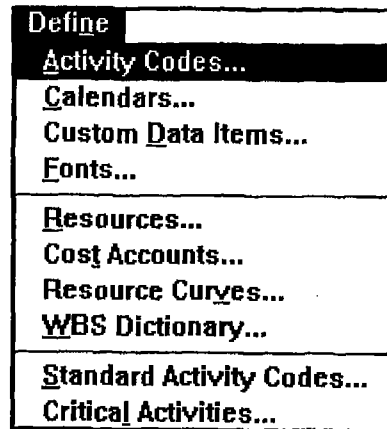 Define
Activity Codes...
Calendars...
Custom Data Items...
Fonts...
Resources...
Cost Accounts...
Resource Curves...
WBS Dictionary...
Standard Activity Codes...
Critical Activities...